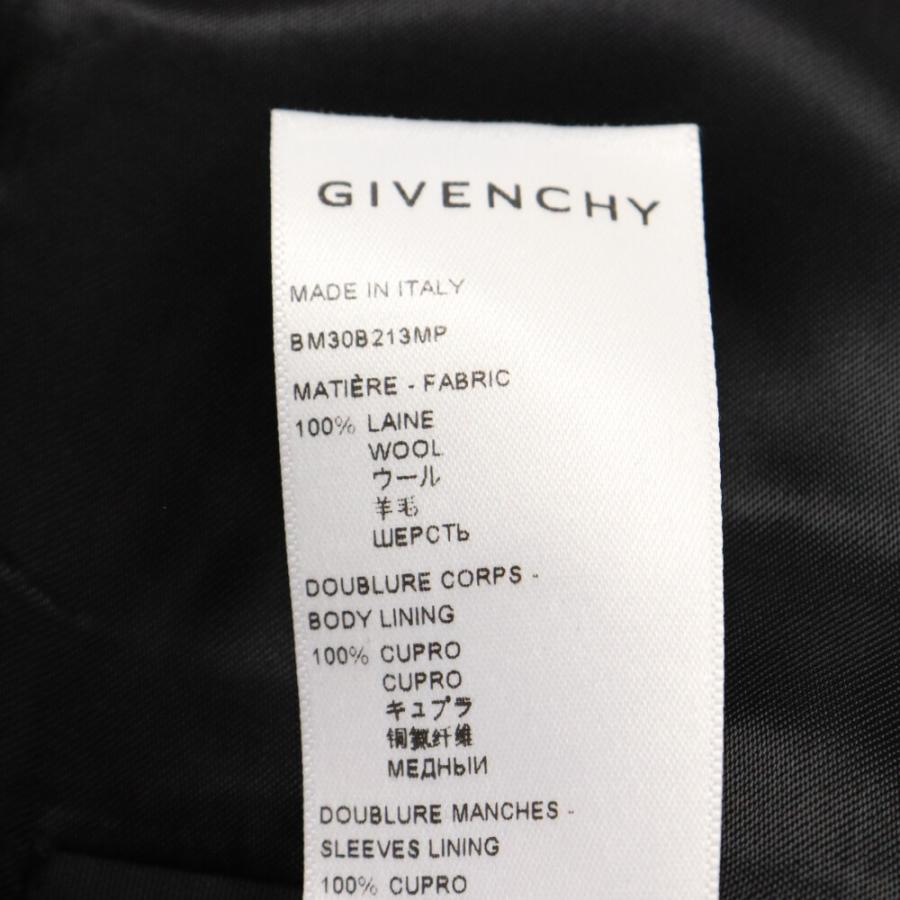 GIVENCHY
MADE IN ITALY
BM30B213MP
MATIÈRE - FABRIC
100% LAINE
WOOL
ウール
羊毛
ШЕРСТЬ
DOUBLURE CORPS -
BODY LINING
100% CUPRO
CUPRO
キュプラ
铜氨纤维
МЕДНЫЙ
DOUBLURE MANCHES -
SLEEVES LINING
100% CUPRO